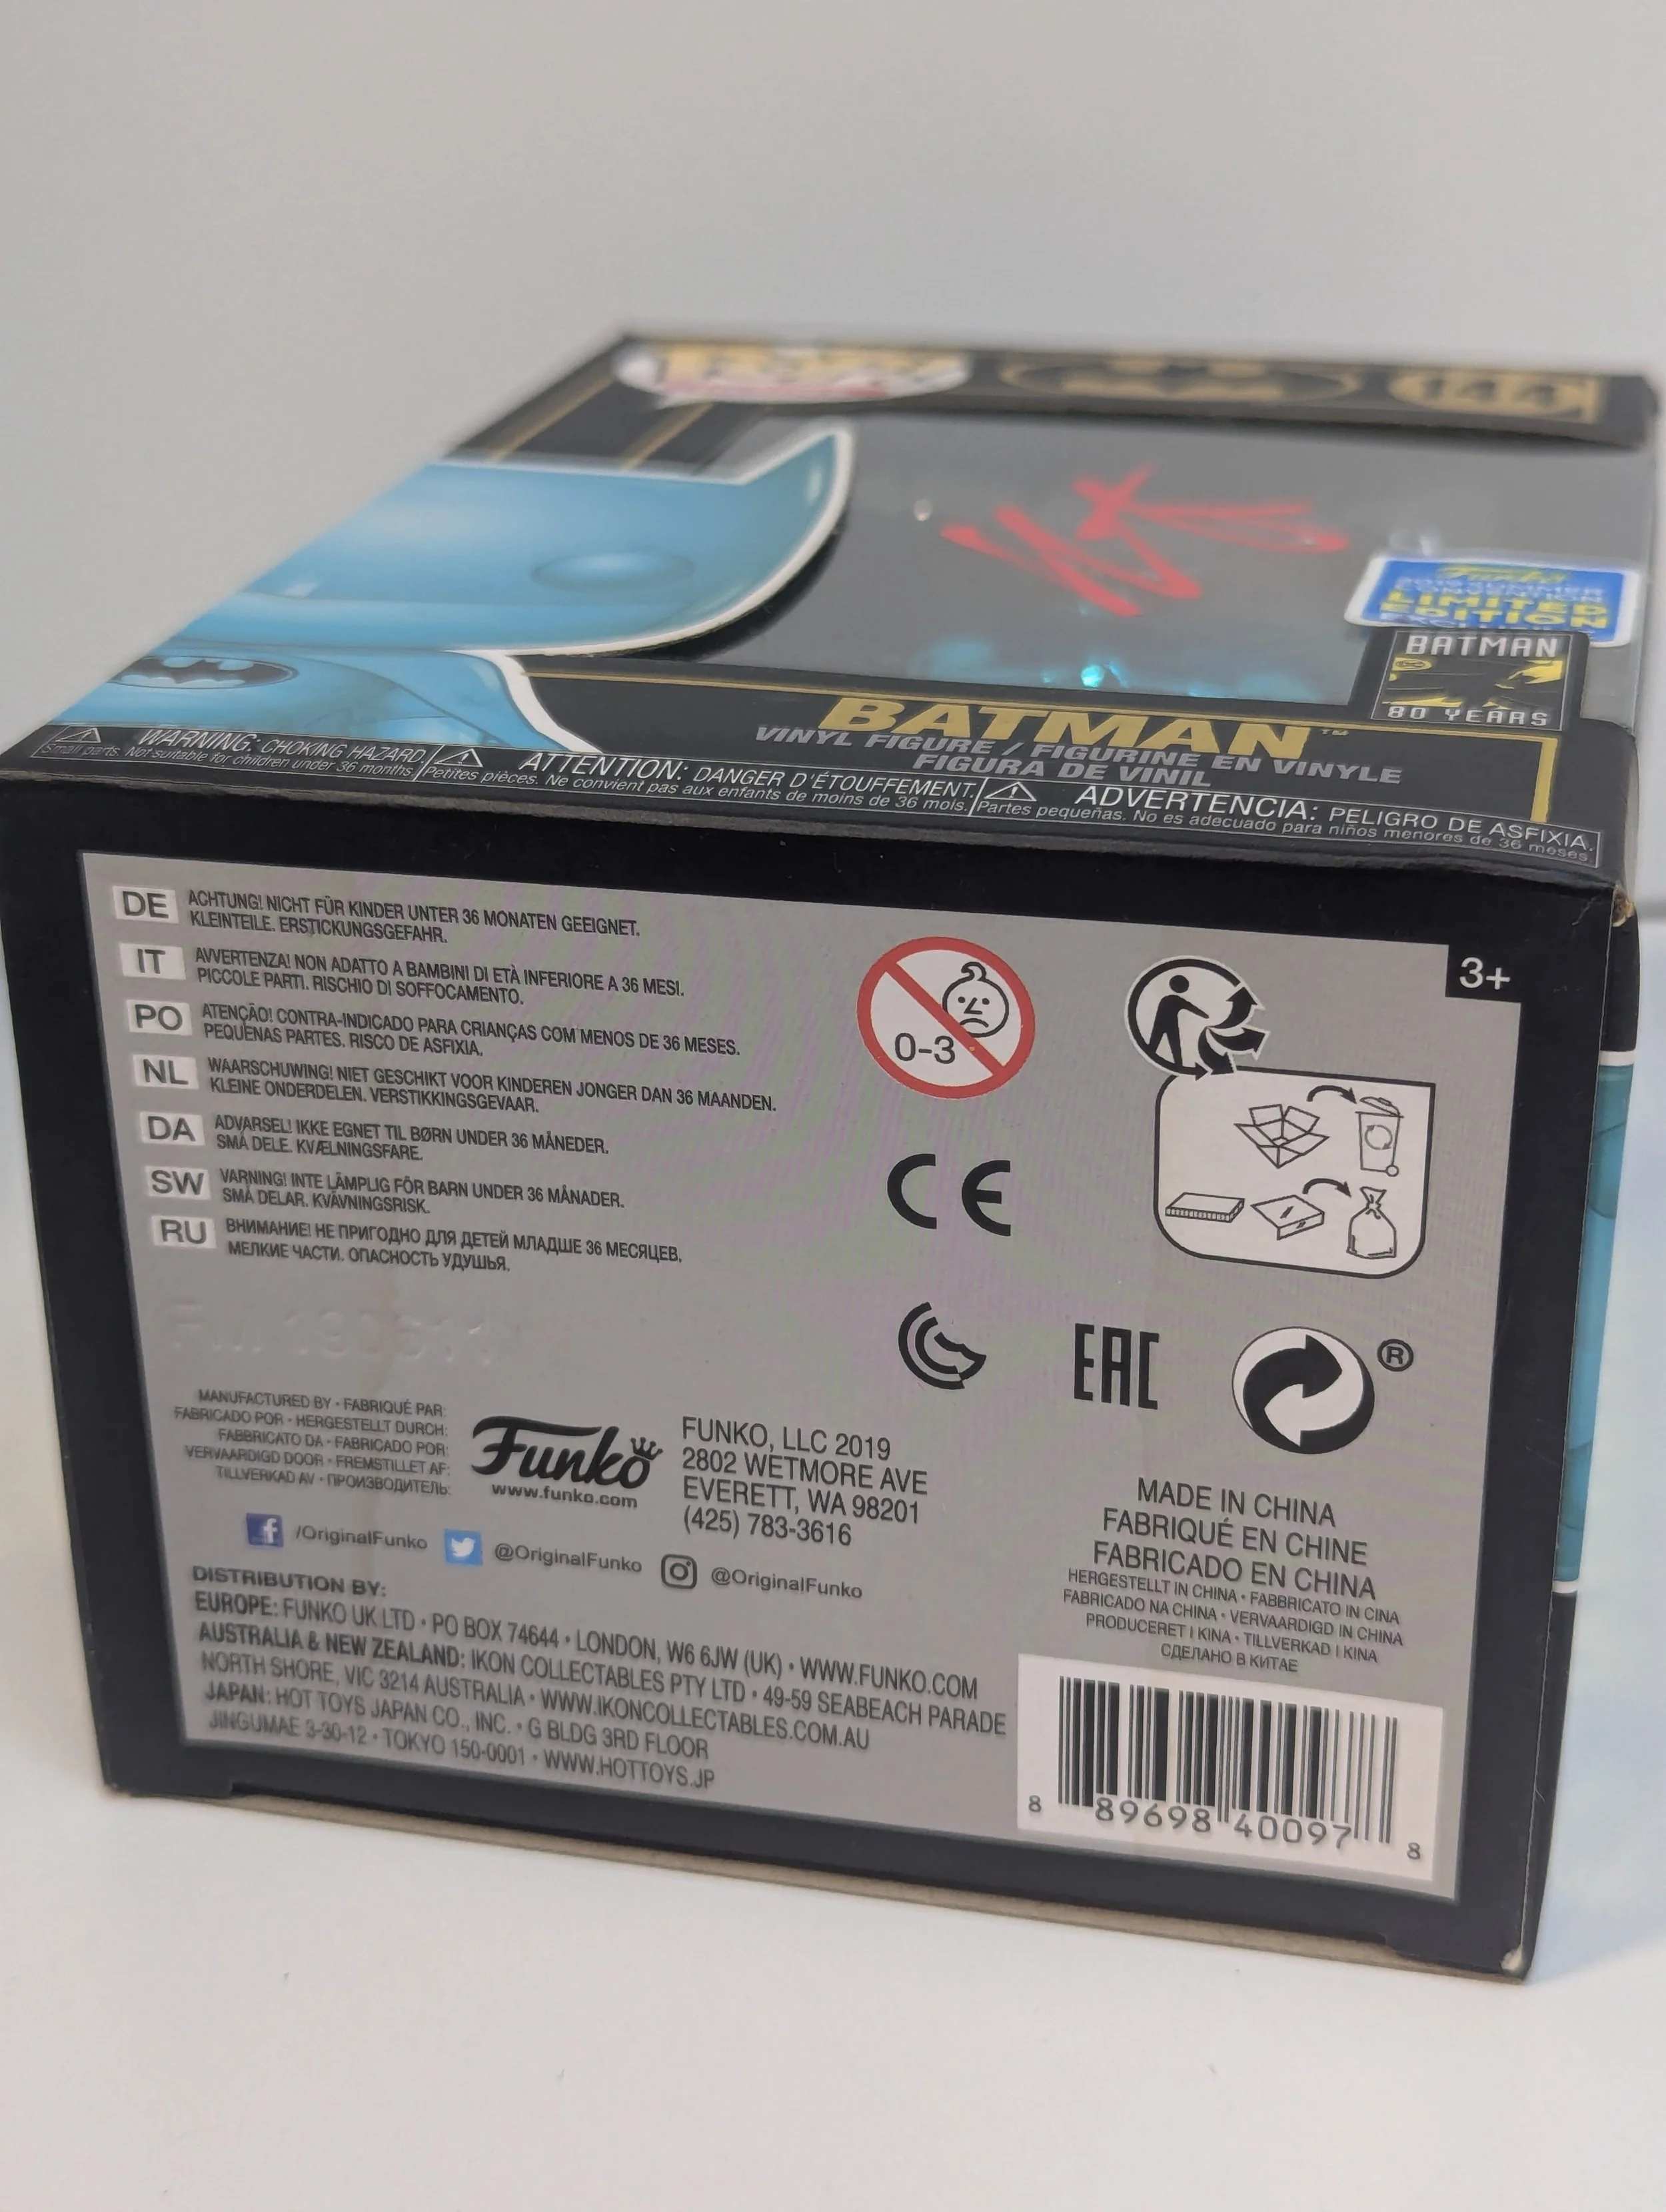 144
Funko
2019 SUMMER
CONVENTION
LIMITED
EDITION
BATMAN
80 YEARS
BATMAN™
VINYL FIGURE / FIGURINE EN VINYLE
FIGURA DE VINIL
WARNING: CHOKING HAZARD.
Small parts. Not suitable for children under 36 months.
ATTENTION: DANGER D'ÉTOUFFEMENT.
Petites pièces. Ne convient pas aux enfants de moins de 36 mois.
ADVERTENCIA: PELIGRO DE ASFIXIA.
Partes pequeñas. No es adecuado para niños menores de 36 meses.
DE ACHTUNG! NICHT FÜR KINDER UNTER 36 MONATEN GEEIGNET.
KLEINTEILE. ERSTICKUNGSGEFAHR.
IT AVVERTENZA! NON ADATTO A BAMBINI DI ETÀ INFERIORE A 36 MESI.
PICCOLE PARTI. RISCHIO DI SOFFOCAMENTO.
PO ATENÇÃO! CONTRA-INDICADO PARA CRIANÇAS COM MENOS DE 36 MESES.
PEQUENAS PARTES. RISCO DE ASFIXIA.
NL WAARSCHUWING! NIET GESCHIKT VOOR KINDEREN JONGER DAN 36 MAANDEN.
KLEINE ONDERDELEN. VERSTIKKINGSGEVAAR.
DA ADVARSEL! IKKE EGNET TIL BØRN UNDER 36 MÅNEDER.
SMÅ DELE. KVÆLNINGSFARE.
SW VARNING! INTE LÄMPLIG FÖR BARN UNDER 36 MÅNADER.
SMÅ DELAR. KVÄVNINGSRISK.
RU ВНИМАНИЕ! НЕ ПРИГОДНО ДЛЯ ДЕТЕЙ МЛАДШЕ 36 МЕСЯЦЕВ.
МЕЛКИЕ ЧАСТИ. ОПАСНОСТЬ УДУШЬЯ.
0-3
3+
CE
EAC
®
MANUFACTURED BY • FABRIQUÉ PAR:
FABRICADO POR • HERGESTELLT DURCH:
FABBRICATO DA • FABRICADO POR:
VERVAARDIGD DOOR • FREMSTILLET AF:
TILLVERKAD AV • ПРОИЗВОДИТЕЛЬ:
Funko
www.funko.com
FUNKO, LLC 2019
2802 WETMORE AVE
EVERETT, WA 98201
(425) 783-3616
/OriginalFunko @OriginalFunko @OriginalFunko
DISTRIBUTION BY:
EUROPE: FUNKO UK LTD • PO BOX 74644 • LONDON, W6 6JW (UK) • WWW.FUNKO.COM
AUSTRALIA & NEW ZEALAND: IKON COLLECTABLES PTY LTD • 49-59 SEABEACH PARADE
NORTH SHORE, VIC 3214 AUSTRALIA • WWW.IKONCOLLECTABLES.COM.AU
JAPAN: HOT TOYS JAPAN CO., INC. • G BLDG 3RD FLOOR
JINGUMAE 3-30-12 • TOKYO 150-0001 • WWW.HOTTOYS.JP
MADE IN CHINA
FABRIQUÉ EN CHINE
FABRICADO EN CHINA
HERGESTELLT IN CHINA • FABBRICATO IN CINA
FABRICADO NA CHINA • VERVAARDIGD IN CHINA
PRODUCERET I KINA • TILLVERKAD I KINA
СДЕЛАНО В КИТАЕ
8 89698 40097 8